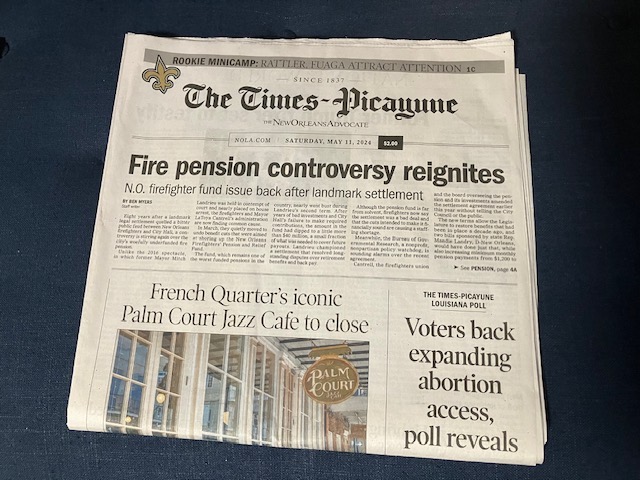 ROOKIE MINICAMP: RATTLER, FUAGA ATTRACT ATTENTION 1C
SINCE 1837
The Times-Picayune
THE NEW ORLEANS ADVOCATE
NOLA.COM SATURDAY, MAY 11, 2024 $2.00
Fire pension controversy reignites
N.O. firefighter fund issue back after landmark settlement
BY BEN MYERS
Staff writer
Eight years after a landmark
legal settlement quelled a bitter
public feud between New Orleans
firefighters and City Hall, a con-
troversy is stirring again over the
city's woefully underfunded fire
pension.
Unlike the 2016 spectacle,
in which former Mayor Mitch
Landrieu was held in contempt of
court and nearly placed on house
arrest, the firefighters and Mayor
LaToya Cantrell's administration
are now finding common cause.
In March, they quietly moved to
undo benefit cuts that were aimed
at shoring up the New Orleans
Firefighters' Pension and Relief
Fund.
The fund, which remains one of
the worst funded pensions in the
country, nearly went bust during
Landrieu's second term. After
years of bad investments and City
Hall's failure to make required
contributions, the amount in the
fund had dipped to a little more
than $40 million, a small fraction
of what was needed to cover future
payouts. Landrieu championed
a settlement that resolved long-
standing disputes over retirement
benefits and back pay.
Although the pension fund is far
from solvent, firefighters now say
the settlement was a bad deal and
that the cuts intended to make it fi-
nancially sound are causing a staff-
ing shortage.
Meanwhile, the Bureau of Gov-
ernmental Research, a nonprofit,
nonpartisan policy watchdog, is
sounding alarms over the recent
agreement.
Cantrell, the firefighters union
and the board overseeing the pen-
sion and its investments amended
the settlement agreement earlier
this year without telling the City
Council or the public.
The new terms allow the Legis-
lature to restore benefits that had
been in place a decade ago, and
two bills sponsored by state Rep.
Mandie Landry, D-New Orleans,
would have done just that, while
also increasing minimum monthly
pension payments from $1,200 to
► See PENSION, page 4A
French Quarter's iconic
Palm Court Jazz Cafe to close
PALM
COURT
THE TIMES-PICAYUNE
LOUISIANA POLL
Voters back
expanding
abortion
access,
poll reveals